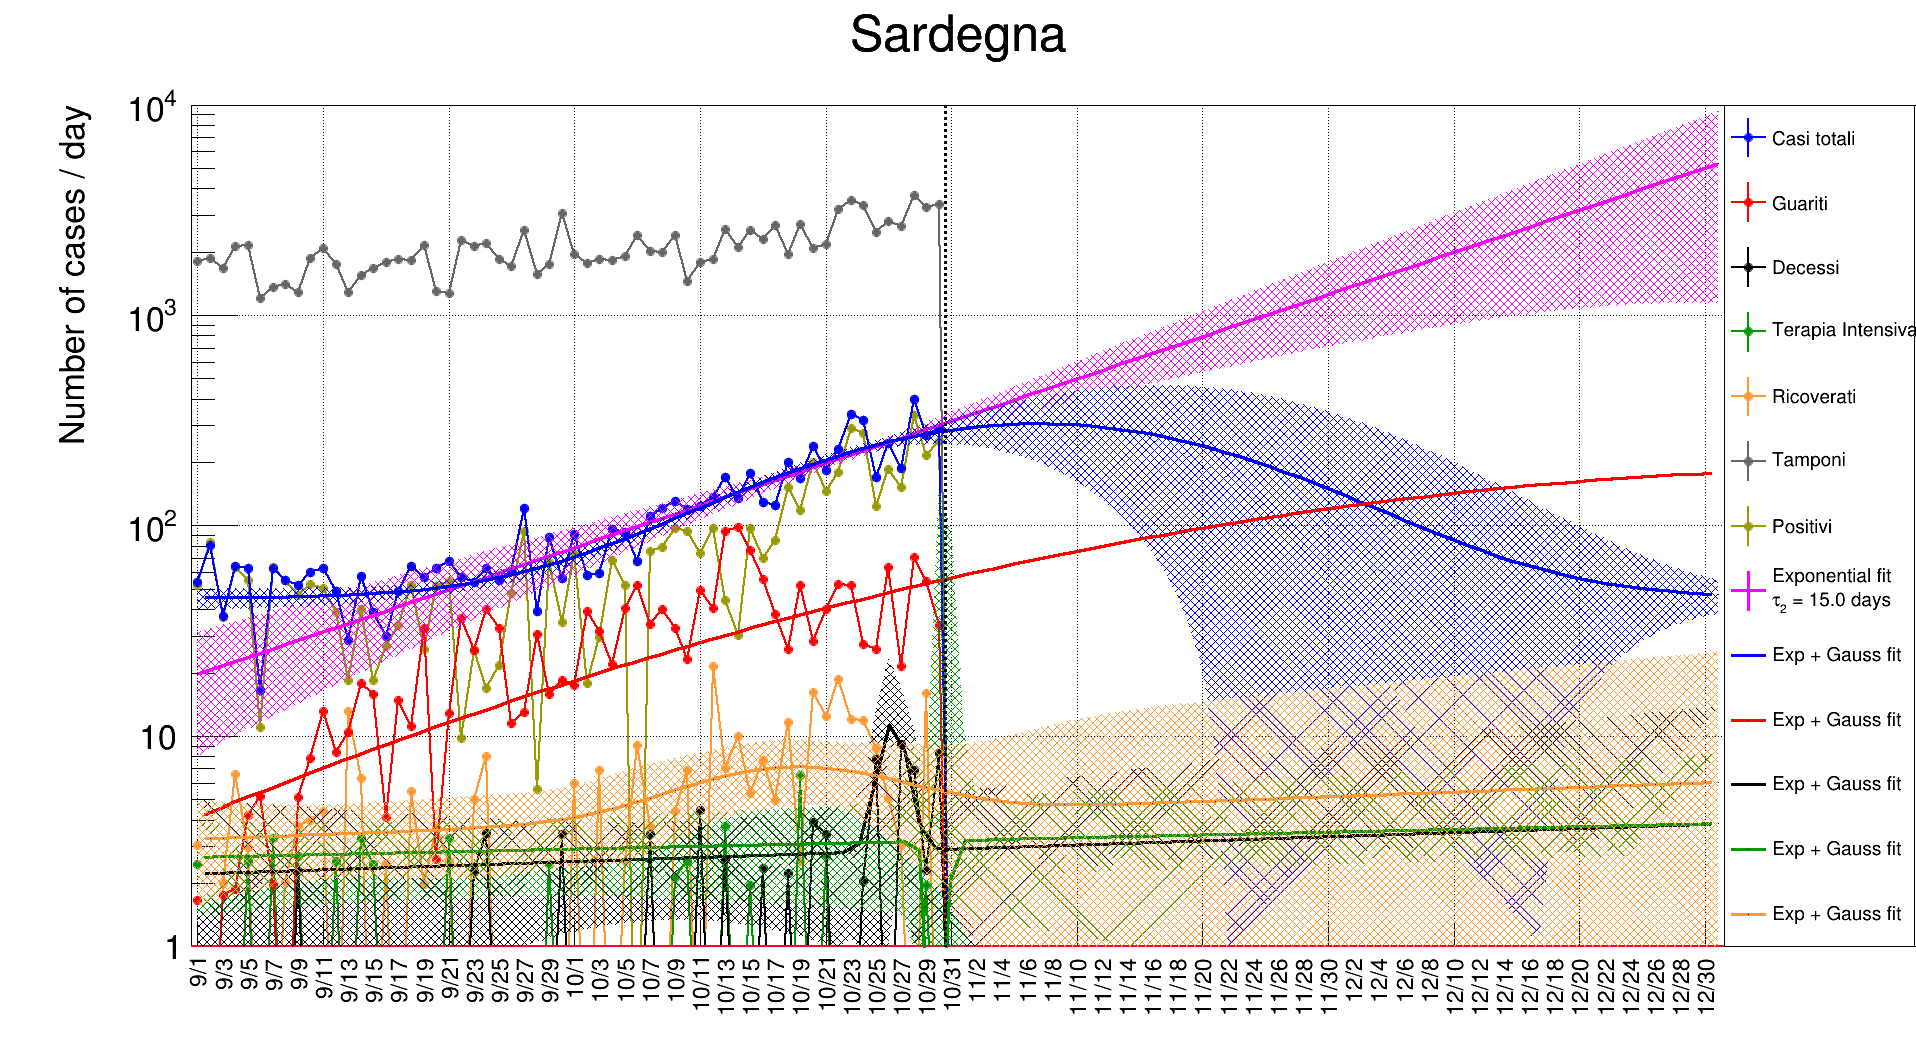 Sardegna
Number of cases / day
10^4
10^3
10^2
10
1
9/1 9/3 9/5 9/7 9/9 9/11 9/13 9/15 9/17 9/19 9/21 9/23 9/25 9/27 9/29 10/1 10/3 10/5 10/7 10/9 10/11 10/13 10/15 10/17 10/19 10/21 10/23 10/25 10/27 10/29 10/31 11/2 11/4 11/6 11/8 11/10 11/12 11/14 11/16 11/18 11/20 11/22 11/24 11/26 11/28 11/30 12/2 12/4 12/6 12/8 12/10 12/12 12/14 12/16 12/18 12/20 12/22 12/24 12/26 12/28 12/30
Casi totali
Guariti
Decessi
Terapia Intensiva
Ricoverati
Tamponi
Positivi
Exponential fit
τ_2 = 15.0 days
Exp + Gauss fit
Exp + Gauss fit
Exp + Gauss fit
Exp + Gauss fit
Exp + Gauss fit